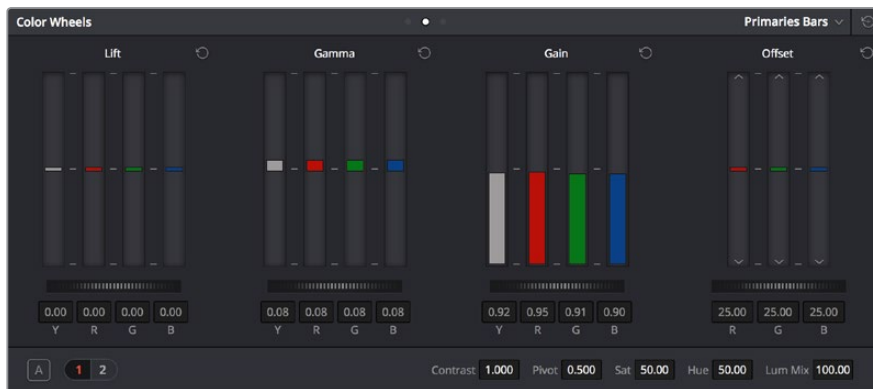 Color Wheels Primaries Bars
Lift Gamma Gain Offset
0.00 0.00 0.00 0.00 0.08 0.08 0.08 0.08 0.92 0.95 0.91 0.90 25.00 25.00 25.00
Y R G B Y R G B Y R G B R G B
A 1 2 Contrast 1.000 Pivot 0.500 Sat 50.00 Hue 50.00 Lum Mix 100.00